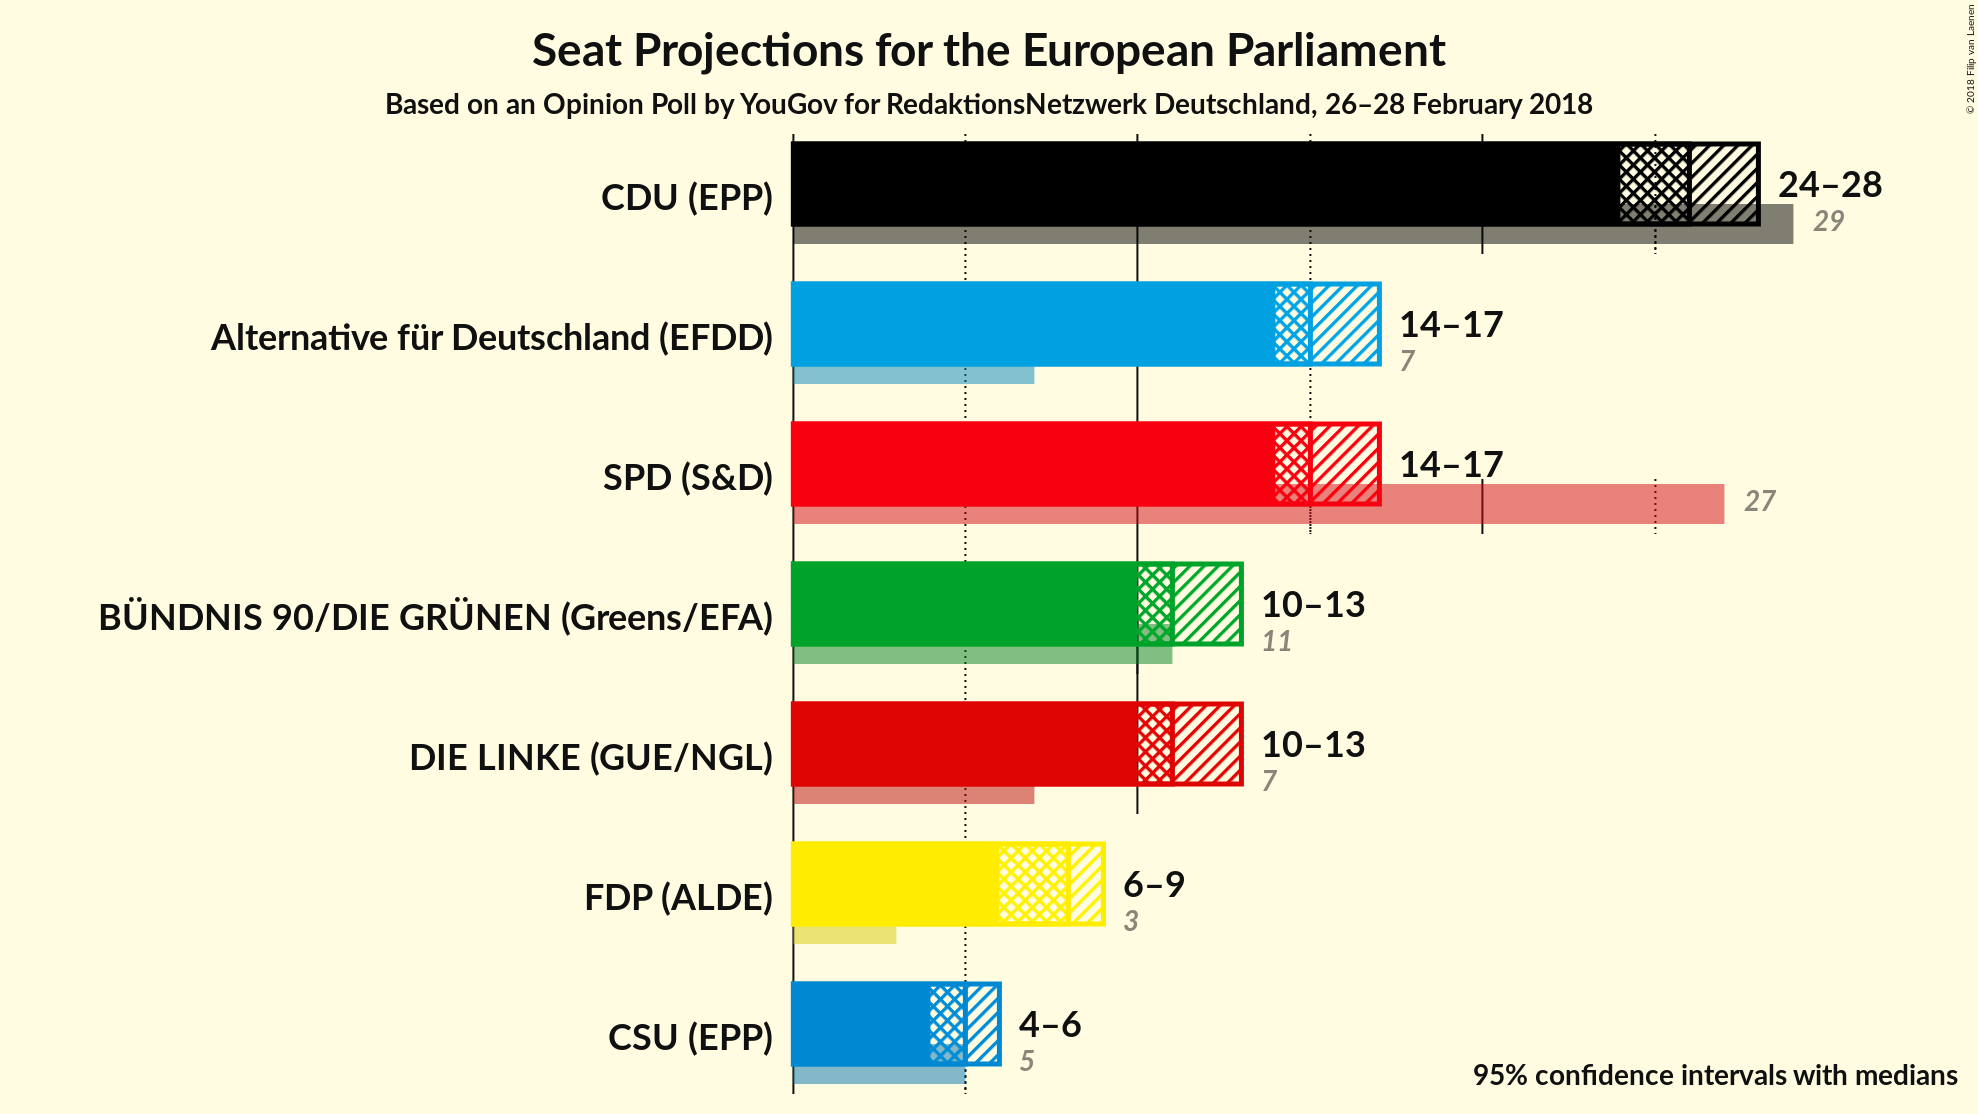 Seat Projections for the European Parliament
Based on an Opinion Poll by YouGov for RedaktionsNetzwerk Deutschland, 26–28 February 2018
© 2018 Filip van Laenen
CDU (EPP)
24–28
29
Alternative für Deutschland (EFDD)
14–17
7
SPD (S&D)
14–17
27
BÜNDNIS 90/DIE GRÜNEN (Greens/EFA)
10–13
11
DIE LINKE (GUE/NGL)
10–13
7
FDP (ALDE)
6–9
3
CSU (EPP)
4–6
5
95% confidence intervals with medians